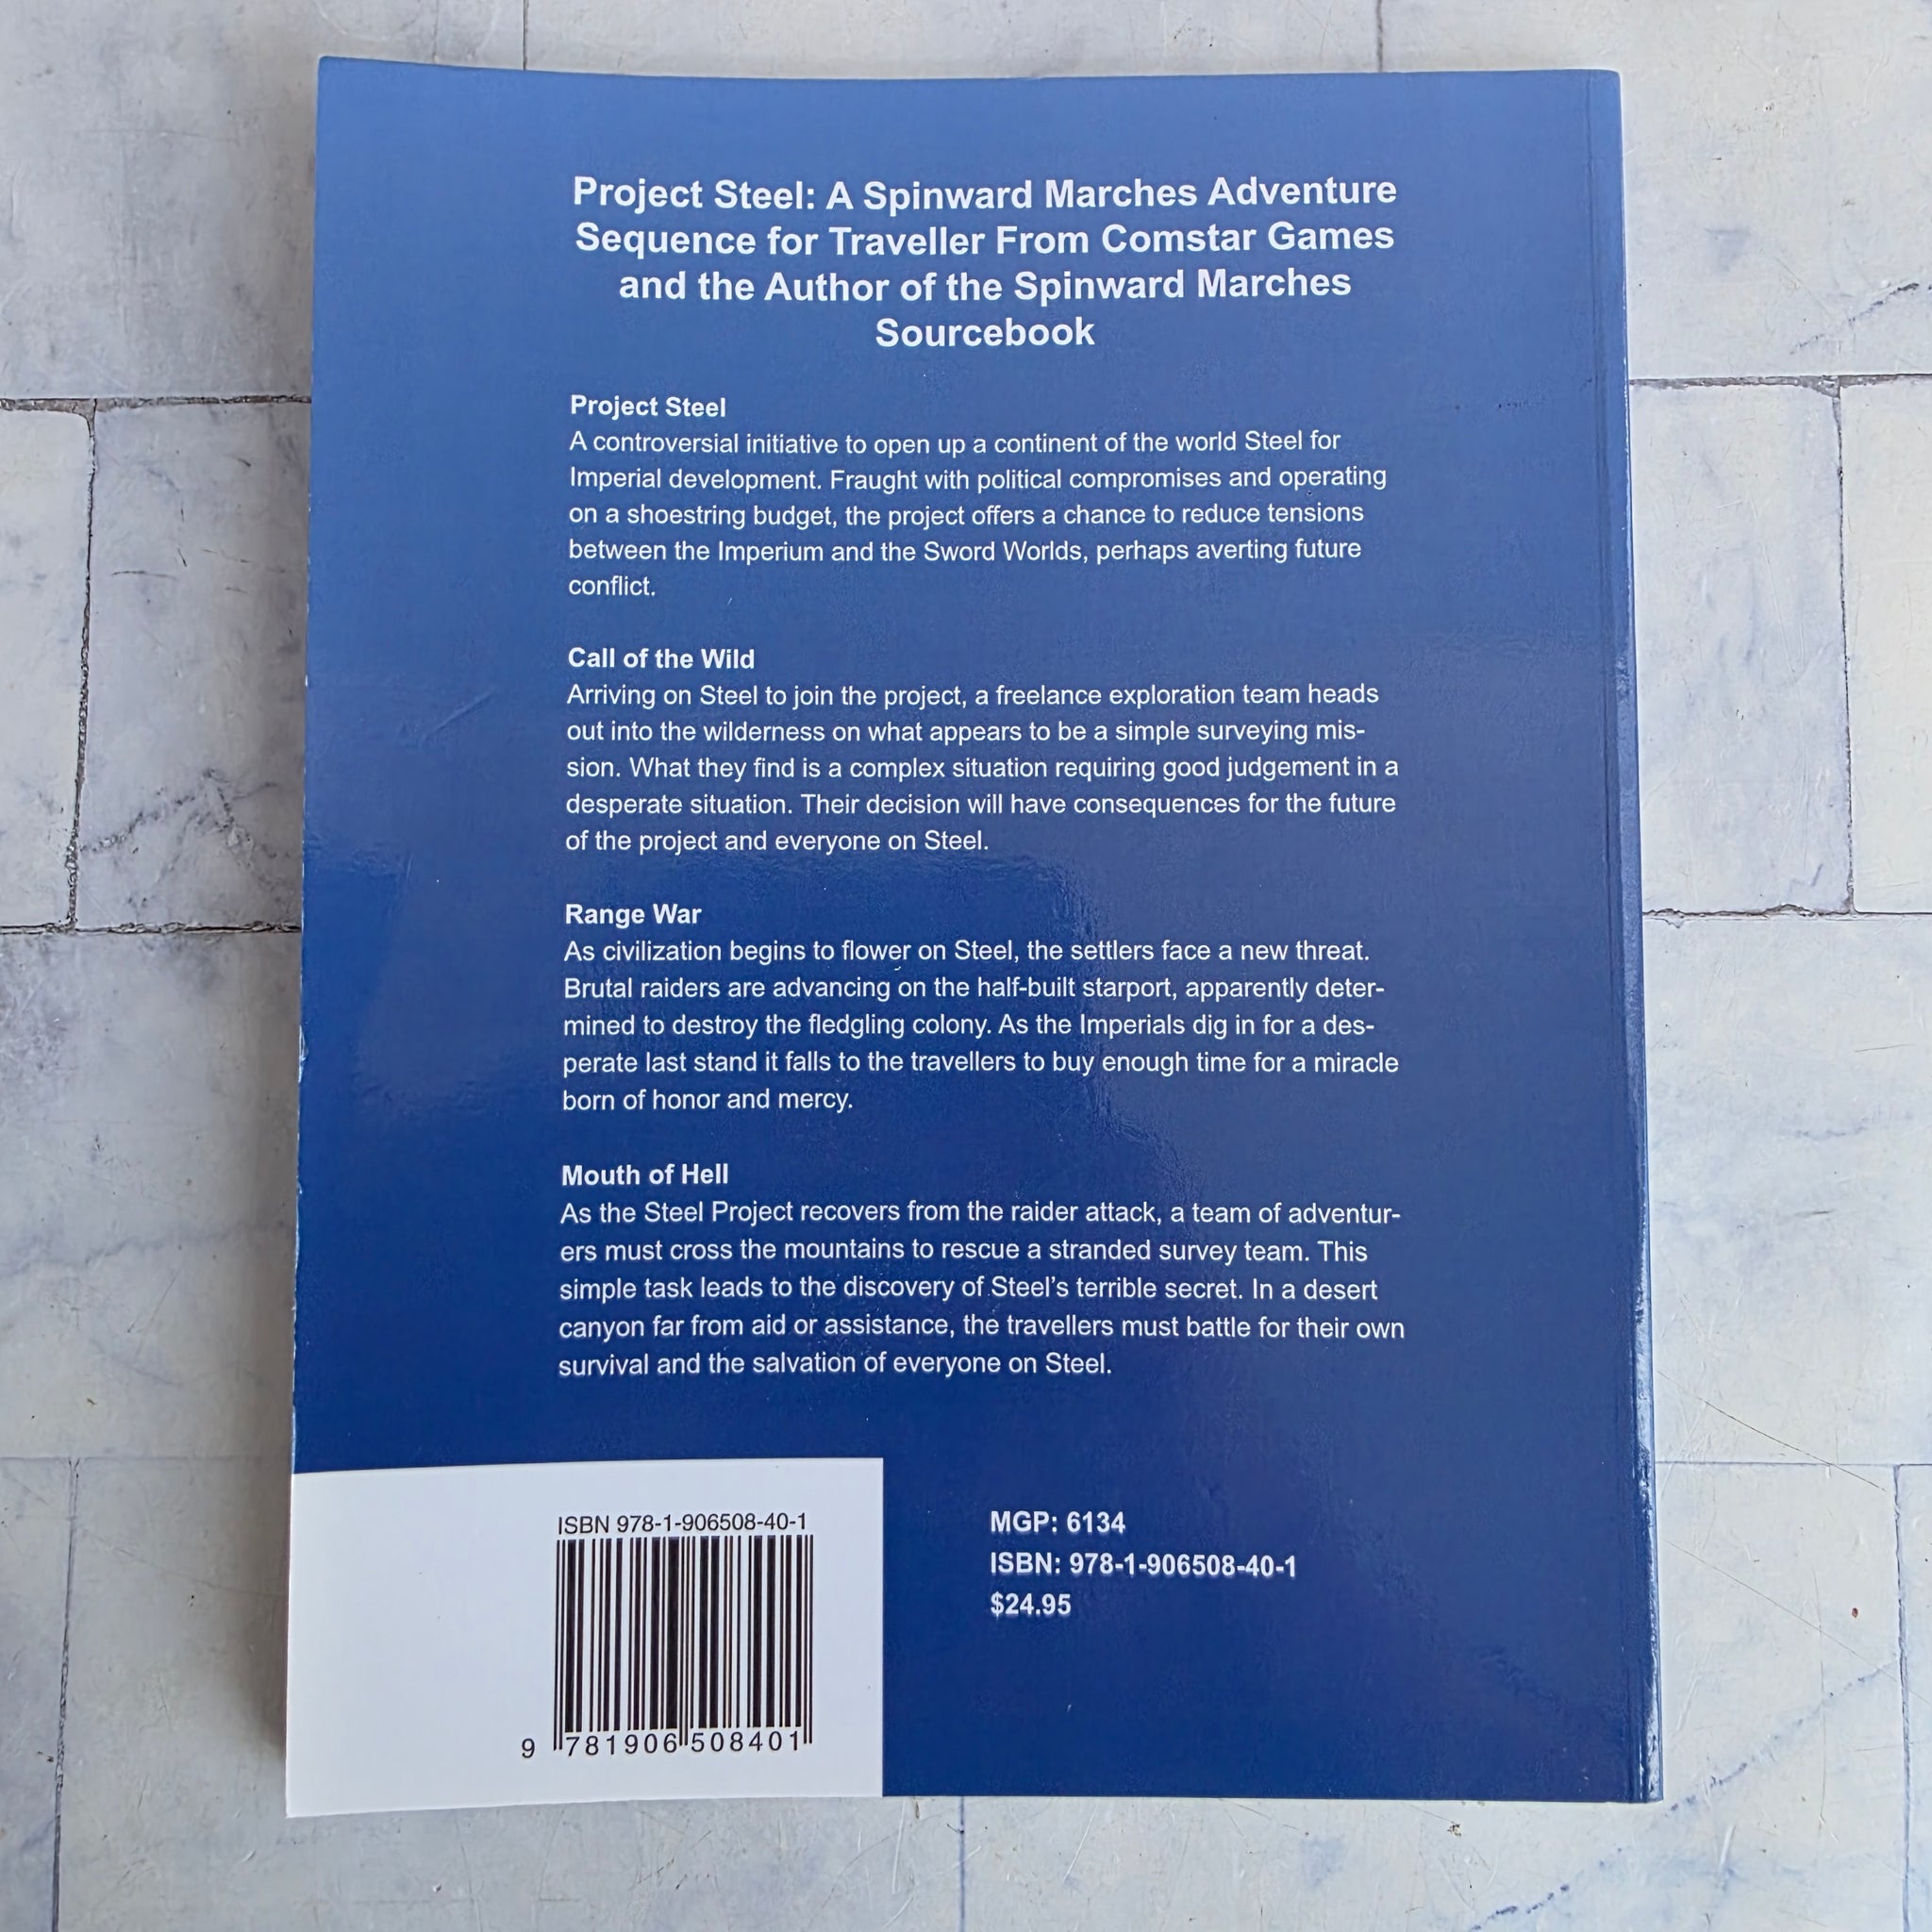 Project Steel: A Spinward Marches Adventure
Sequence for Traveller From Comstar Games
and the Author of the Spinward Marches
Sourcebook
Project Steel
A controversial initiative to open up a continent of the world Steel for
Imperial development. Fraught with political compromises and operating
on a shoestring budget, the project offers a chance to reduce tensions
between the Imperium and the Sword Worlds, perhaps averting future
conflict.
Call of the Wild
Arriving on Steel to join the project, a freelance exploration team heads
out into the wilderness on what appears to be a simple surveying mis-
sion. What they find is a complex situation requiring good judgement in a
desperate situation. Their decision will have consequences for the future
of the project and everyone on Steel.
Range War
As civilization begins to flower on Steel, the settlers face a new threat.
Brutal raiders are advancing on the half-built starport, apparently deter-
mined to destroy the fledgling colony. As the Imperials dig in for a des-
perate last stand it falls to the travellers to buy enough time for a miracle
born of honor and mercy.
Mouth of Hell
As the Steel Project recovers from the raider attack, a team of adventur-
ers must cross the mountains to rescue a stranded survey team. This
simple task leads to the discovery of Steel's terrible secret. In a desert
canyon far from aid or assistance, the travellers must battle for their own
survival and the salvation of everyone on Steel.
ISBN 978-1-906508-40-1
9 781906 508401
MGP: 6134
ISBN: 978-1-906508-40-1
$24.95